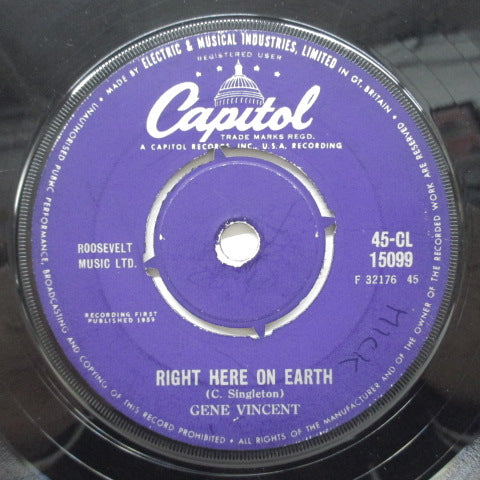 MADE BY ELECTRIC & MUSICAL INDUSTRIES, LIMITED IN GT. BRITAIN • ALL RIGHTS OF THE MANUFACTURER AND OF THE OWNER OF THE RECORDED WORK ARE RESERVED • UNAUTHORISED PUBLIC PERFORMANCE, BROADCASTING AND COPYING OF THIS RECORD PROHIBITED •
REGISTERED USER
Capitol
TRADE MARKS REGD.
A CAPITOL RECORDS, INC., U.S.A. RECORDING
ROOSEVELT
MUSIC LTD.
45-CL
15099
F 32176 45
RECORDING FIRST
PUBLISHED 1959
MICK
RIGHT HERE ON EARTH
(C. Singleton)
GENE VINCENT